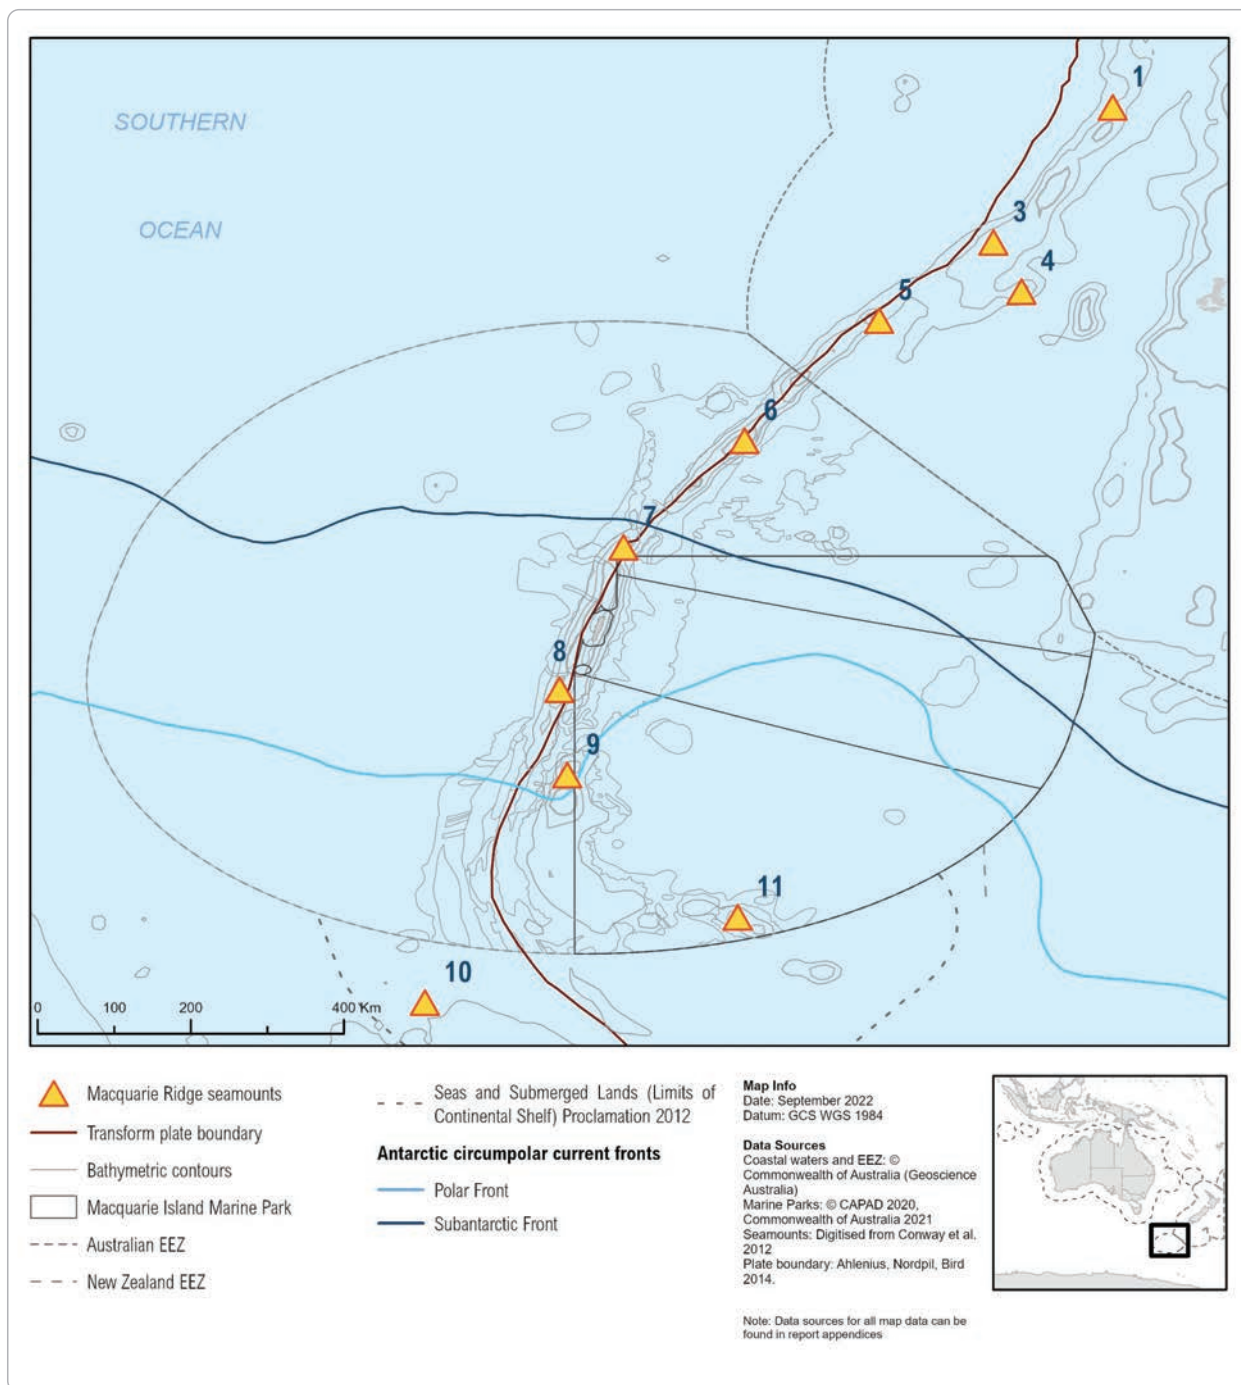 1
SOUTHERN
3
OCEAN
4
5
6
7
8
9
11
10
0 100 200 400 Km
Macquarie Ridge seamounts
Transform plate boundary
Bathymetric contours
Macquarie Island Marine Park
Australian EEZ
New Zealand EEZ
Seas and Submerged Lands (Limits of
Continental Shelf) Proclamation 2012
Antarctic circumpolar current fronts
Polar Front
Subantarctic Front
Map Info
Date: September 2022
Datum: GCS WGS 1984
Data Sources
Coastal waters and EEZ: ©
Commonwealth of Australia (Geoscience
Australia)
Marine Parks: © CAPAD 2020,
Commonwealth of Australia 2021
Seamounts: Digitised from Conway et al.
2012
Plate boundary: Ahlenius, Nordpil, Bird
2014.
Note: Data sources for all map data can be
found in report appendices